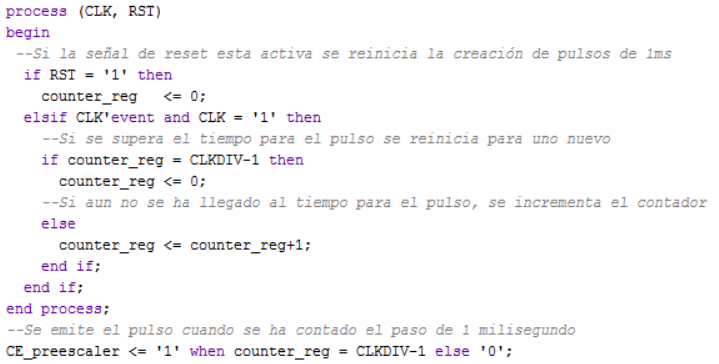 process (CLK, RST)
begin
--Si la señal de reset esta activa se reinicia la creación de pulsos de 1ms
if RST = '1' then
counter_reg <= 0;
elsif CLK'event and CLK = '1' then
--Si se supera el tiempo para el pulso se reinicia para uno nuevo
if counter_reg = CLKDIV-1 then
counter_reg <= 0;
--Si aun no se ha llegado al tiempo para el pulso, se incrementa el contador
else
counter_reg <= counter_reg+1;
end if;
end if;
end process;
--Se emite el pulso cuando se ha contado el paso de 1 milisegundo
CE_preescaler <= '1' when counter_reg = CLKDIV-1 else '0';